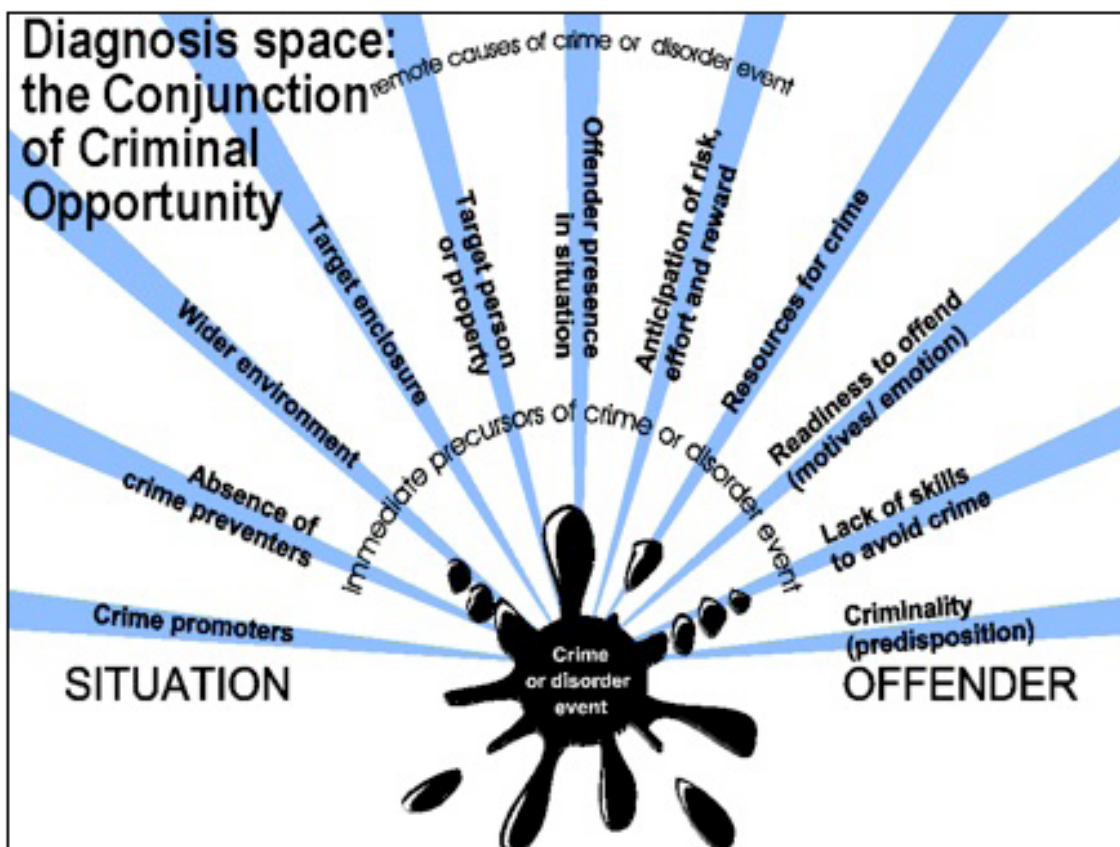 Diagnosis space:
the Conjunction
of Criminal
Opportunity
remote causes of crime or disorder event
Crime promoters
Absence of
crime preventers
Wider environment
Target enclosure
Target person
or property
Offender presence
in situation
Anticipation of risk,
effort and reward
Resources for crime
Readiness to offend
(motives/ emotion)
Lack of skills
to avoid crime
Criminality
(predisposition)
immediate precursors of crime or disorder event
SITUATION
OFFENDER
Crime
or disorder
event